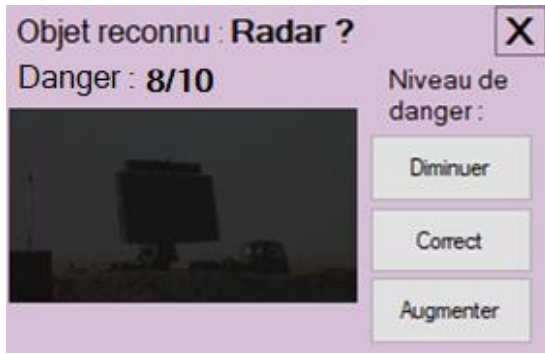 Objet reconnu : Radar ?
X
Danger : 8/10
Niveau de
danger :
Diminuer
Correct
Augmenter